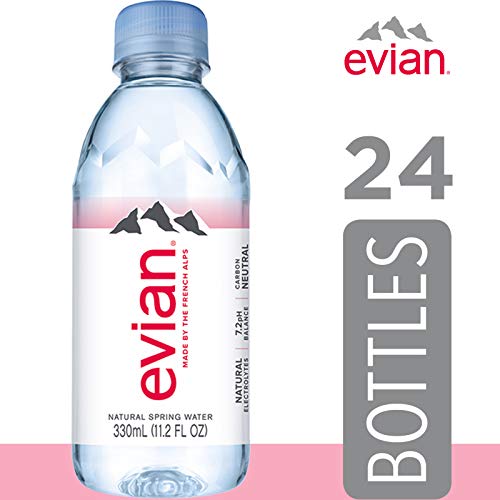 evian®
24
BOTTLES
evian®
MADE BY THE FRENCH ALPS
CARBON
NEUTRAL
7.2pH
BALANCE
NATURAL
ELECTROLYTES
NATURAL SPRING WATER
330mL (11.2 FL OZ)